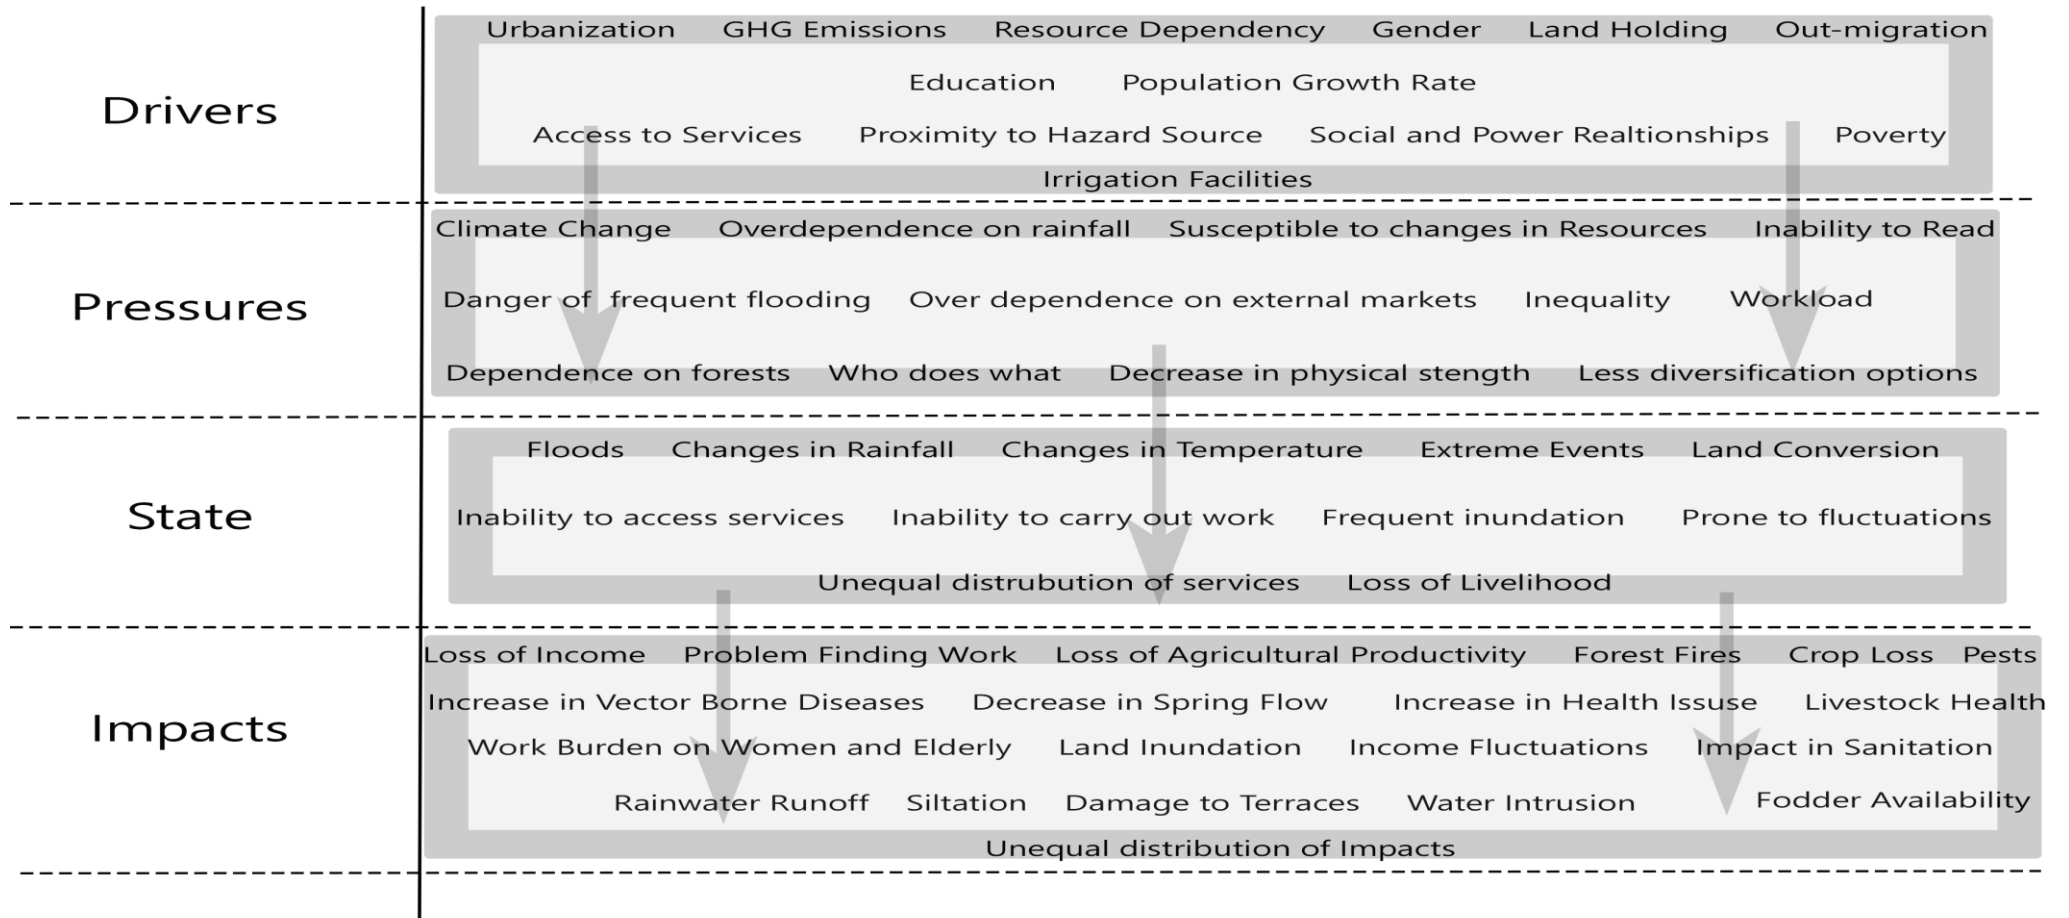 Urbanization GHG Emissions Resource Dependency Gender Land Holding Out-migration
Education Population Growth Rate
Drivers
Access to Services Proximity to Hazard Source Social and Power Realtionships Poverty
Irrigation Facilities
Climate Change Overdependence on rainfall Susceptible to changes in Resources Inability to Read
Pressures
Danger of frequent flooding Over dependence on external markets Inequality Workload
Dependence on forests Who does what Decrease in physical stength Less diversification options
Floods Changes in Rainfall Changes in Temperature Extreme Events Land Conversion
State
Inability to access services Inability to carry out work Frequent inundation Prone to fluctuations
Unequal distrubution of services Loss of Livelihood
Loss of Income Problem Finding Work Loss of Agricultural Productivity Forest Fires Crop Loss Pests
Increase in Vector Borne Diseases Decrease in Spring Flow Increase in Health Issuse Livestock Health
Impacts
Work Burden on Women and Elderly Land Inundation Income Fluctuations Impact in Sanitation
Rainwater Runoff Siltation Damage to Terraces Water Intrusion Fodder Availability
Unequal distribution of Impacts